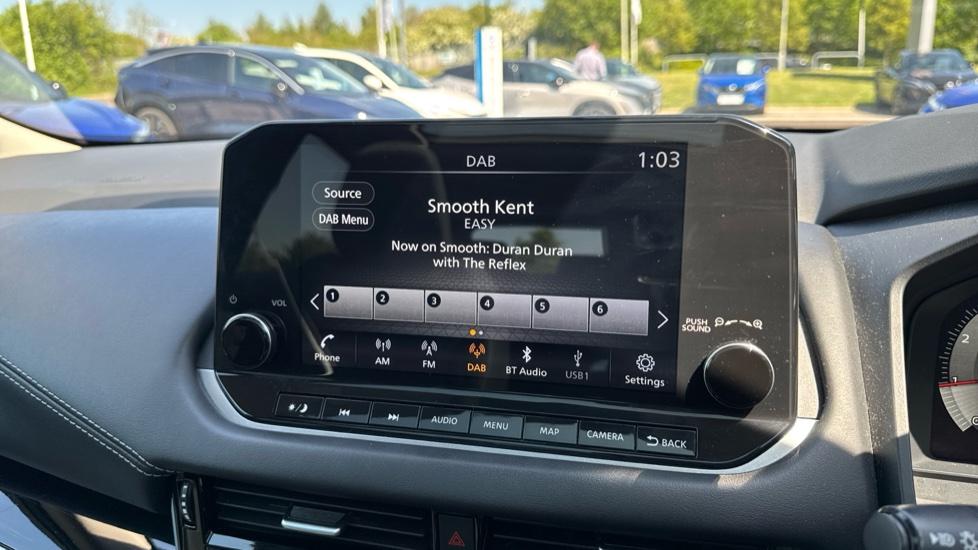 DAB
1:03
Source
DAB Menu
Smooth Kent
EASY
Now on Smooth: Duran Duran
with The Reflex
1 2 3 4 5 6
Phone AM FM DAB BT Audio USB1 Settings
VOL
PUSH
SOUND
AUDIO MENU MAP CAMERA BACK
2
1